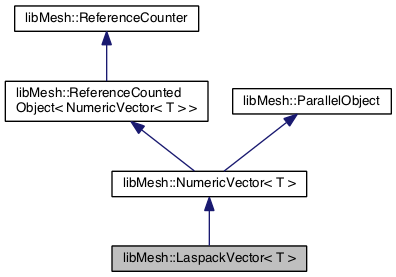 libMesh::ReferenceCounter
libMesh::ReferenceCounted
Object< NumericVector< T > >
libMesh::ParallelObject
libMesh::NumericVector< T >
libMesh::LaspackVector< T >